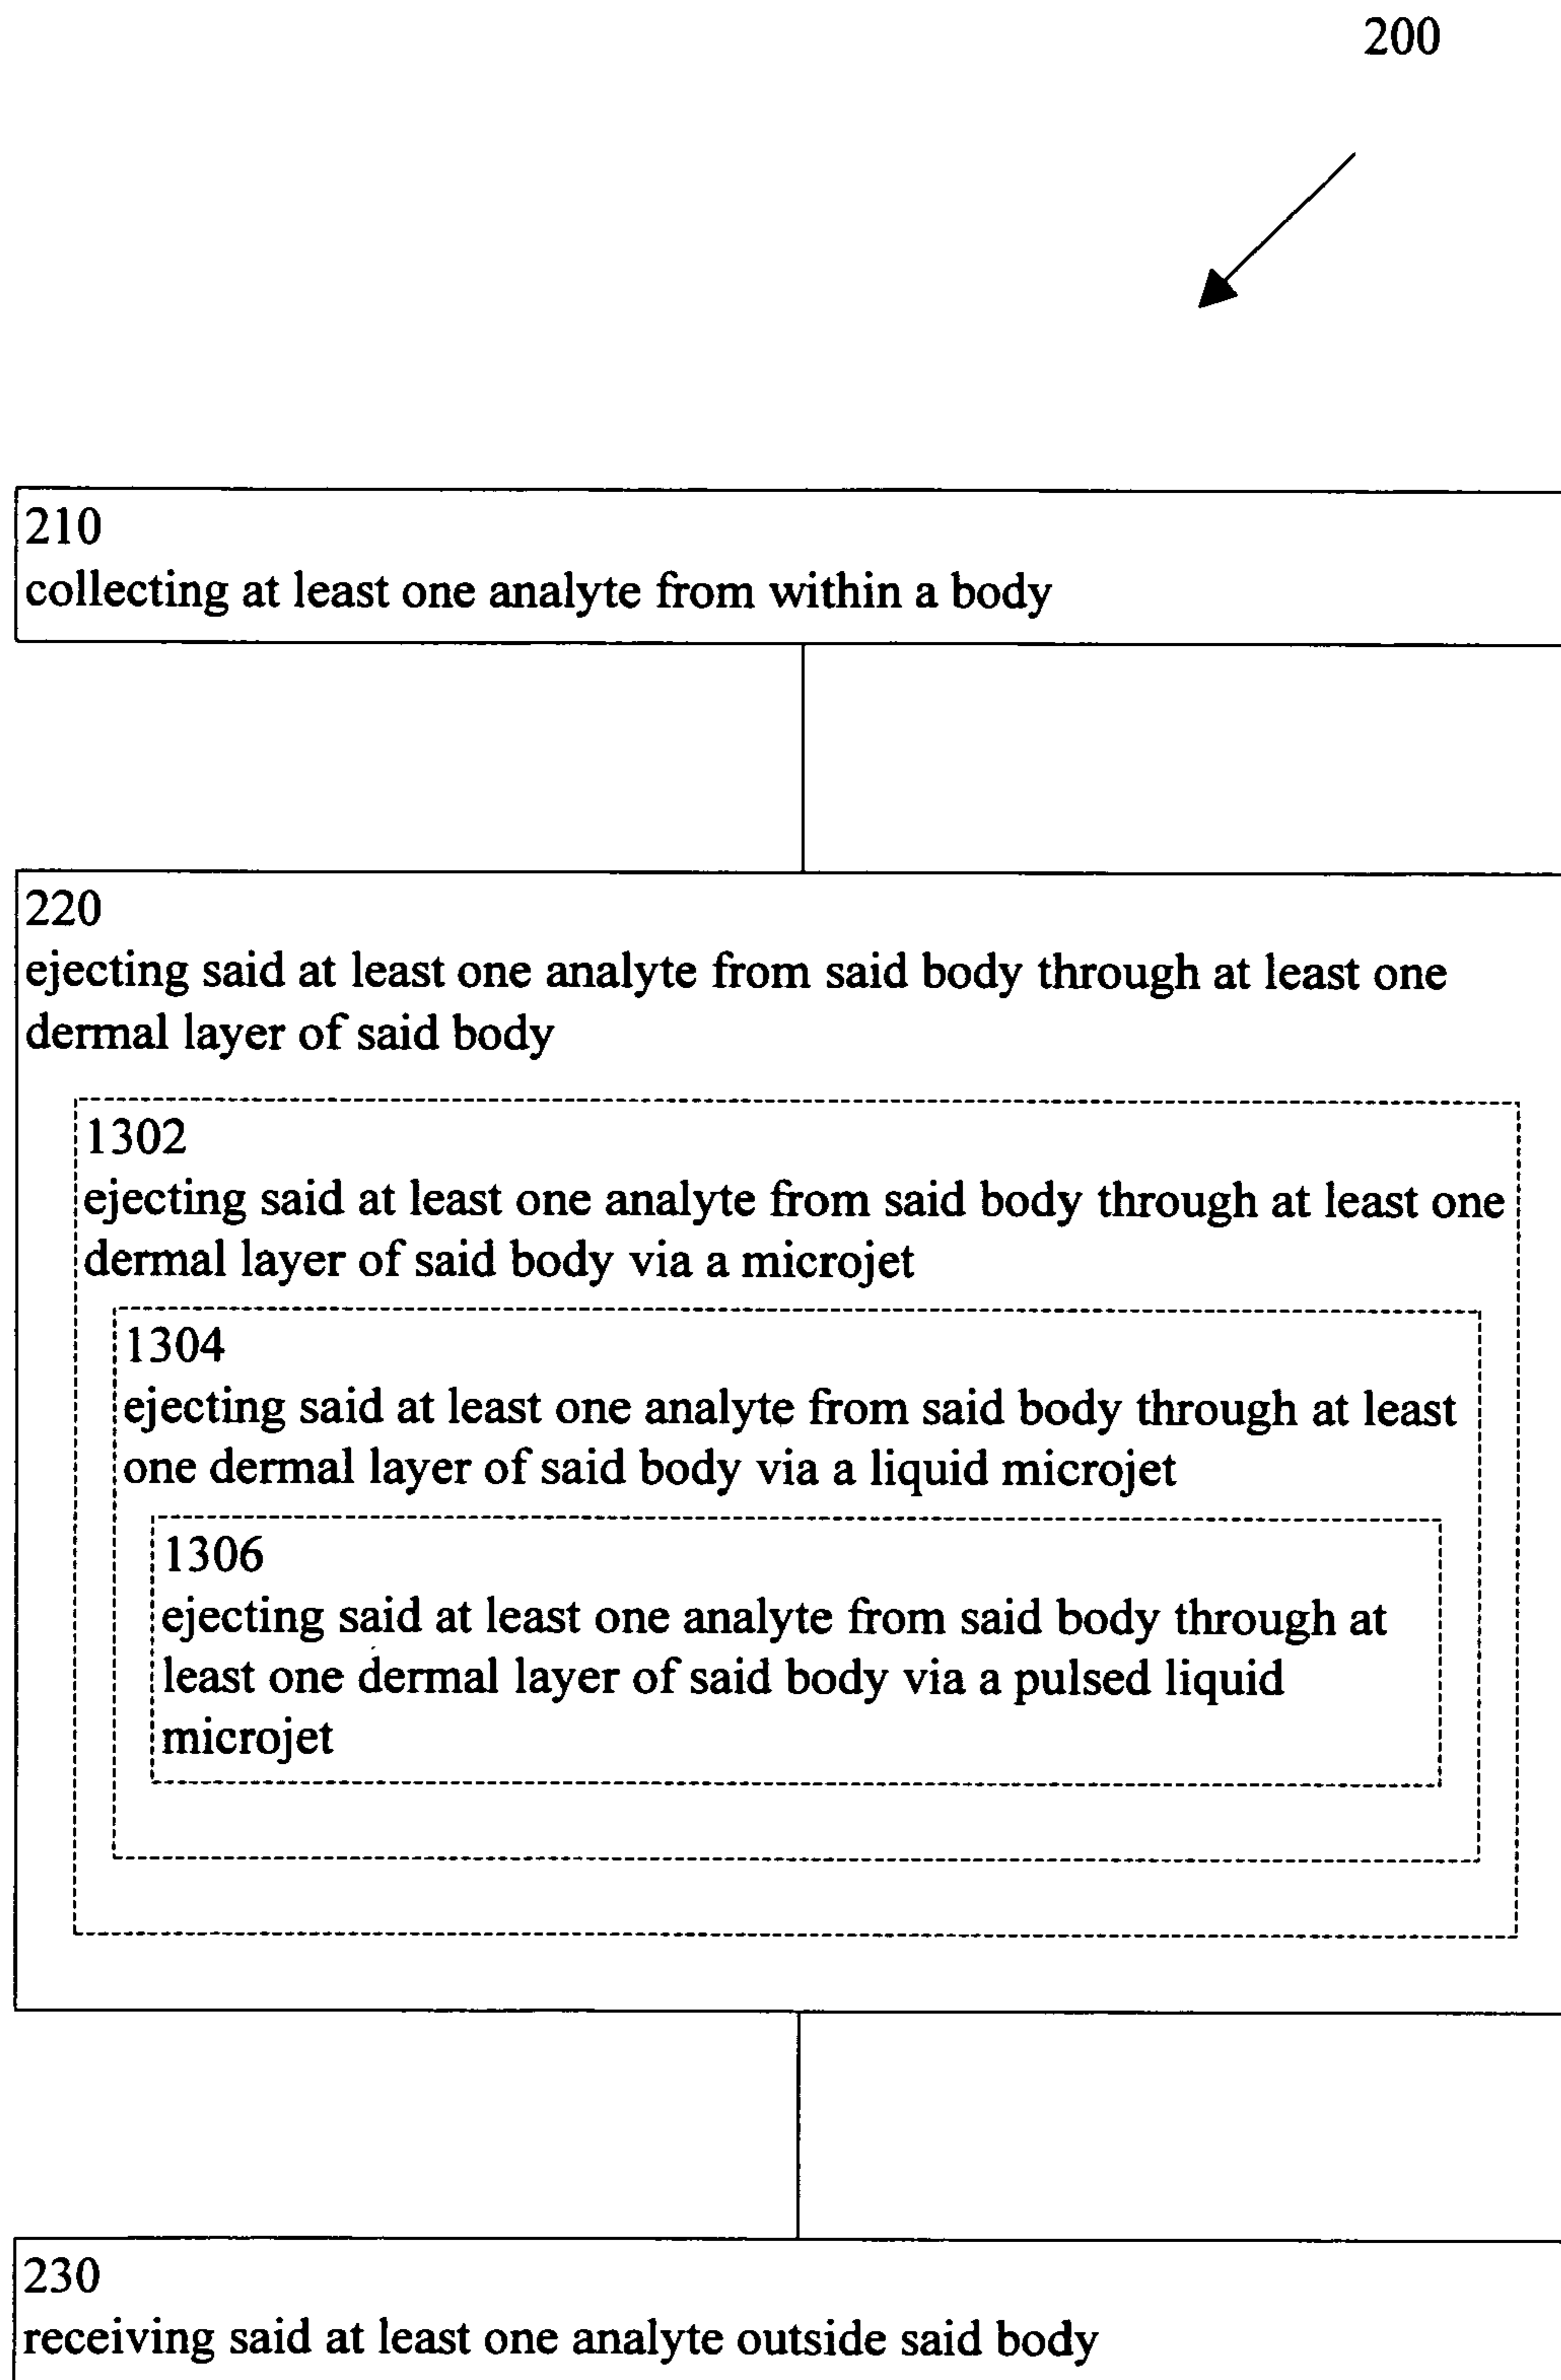 200
210
collecting at least one analyte from within a body
220
ejecting said at least one analyte from said body through at least one
dermal layer of said body
1302
ejecting said at least one analyte from said body through at least one
dermal layer of said body via a microjet
1304
ejecting said at least one analyte from said body through at least
one dermal layer of said body via a liquid microjet
1306
ejecting said at least one analyte from said body through at
least one dermal layer of said body via a pulsed liquid
microjet
230
receiving said at least one analyte outside said body